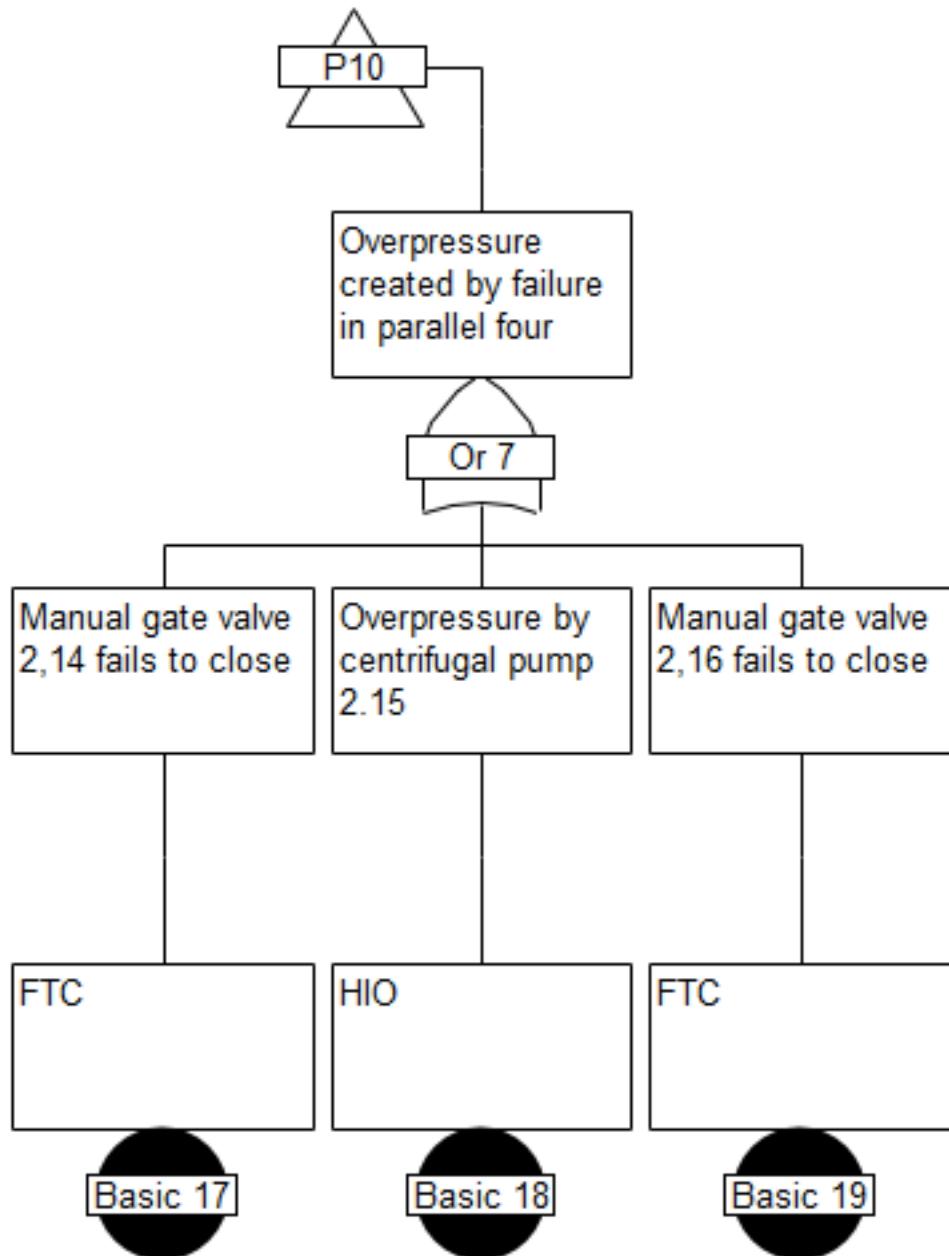 P10
Overpressure
created by failure
in parallel four
Or 7
Manual gate valve
2,14 fails to close
Overpressure by
centrifugal pump
2.15
Manual gate valve
2,16 fails to close
FTC
HIO
FTC
Basic 17
Basic 18
Basic 19